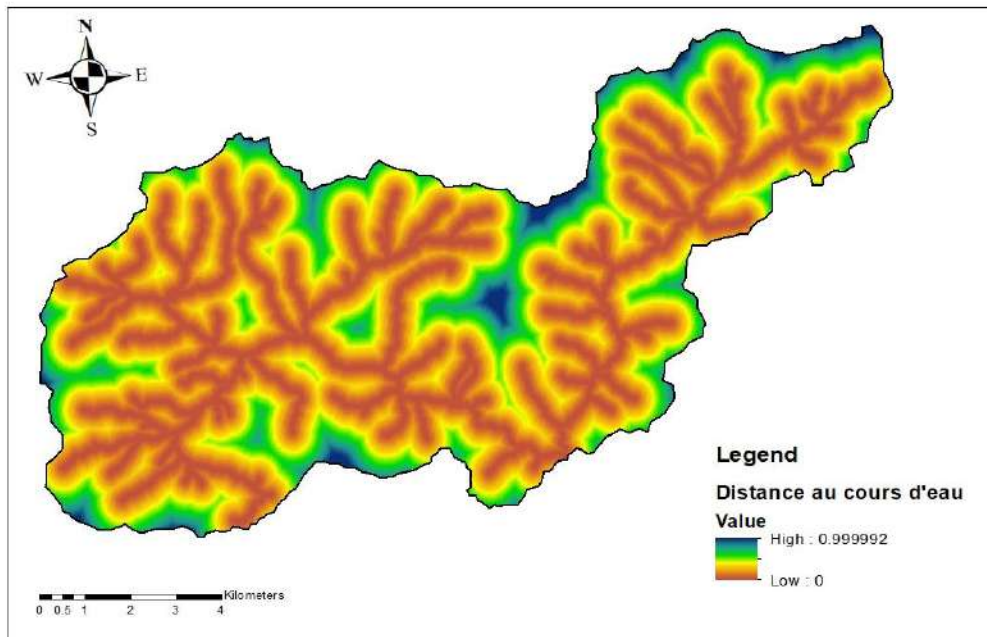 N
W E
S
Legend
Distance au cours d'eau
Value
High : 0.999992
Low : 0
Kilometers
0 0.5 1 2 3 4